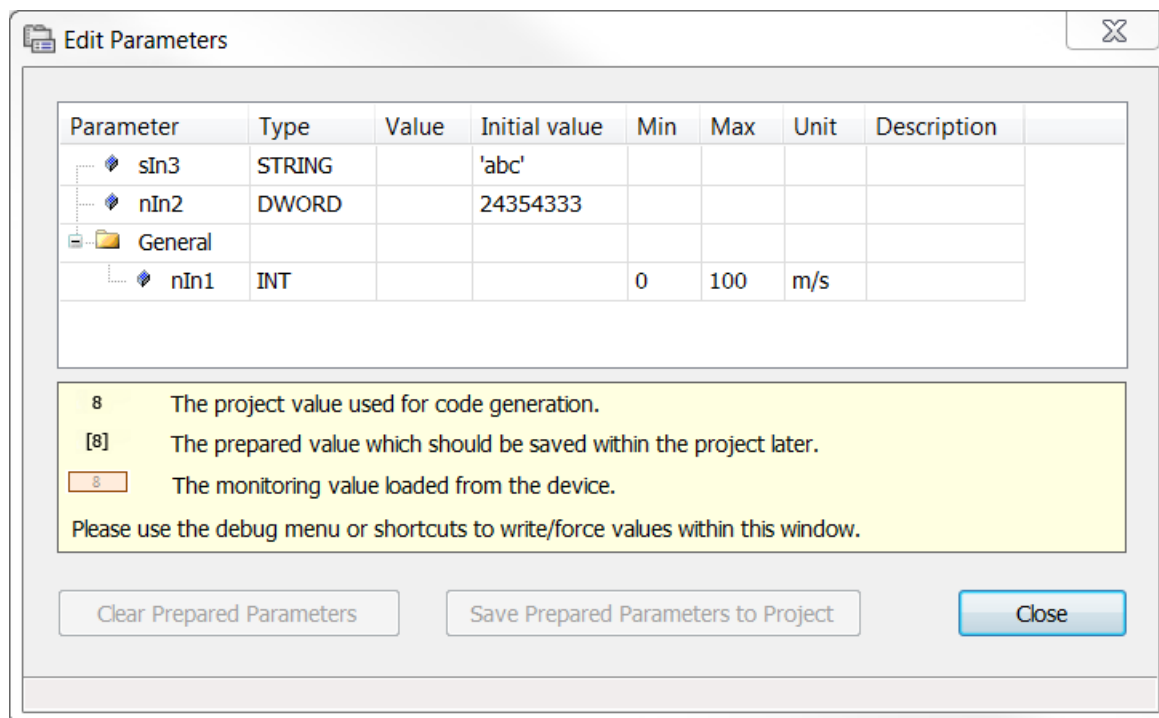 Edit Parameters
Parameter Type Value Initial value Min Max Unit Description
sIn3 STRING 'abc'
nIn2 DWORD 24354333
General
nIn1 INT 0 100 m/s
8 The project value used for code generation.
[8] The prepared value which should be saved within the project later.
8 The monitoring value loaded from the device.
Please use the debug menu or shortcuts to write/force values within this window.
Clear Prepared Parameters Save Prepared Parameters to Project Close